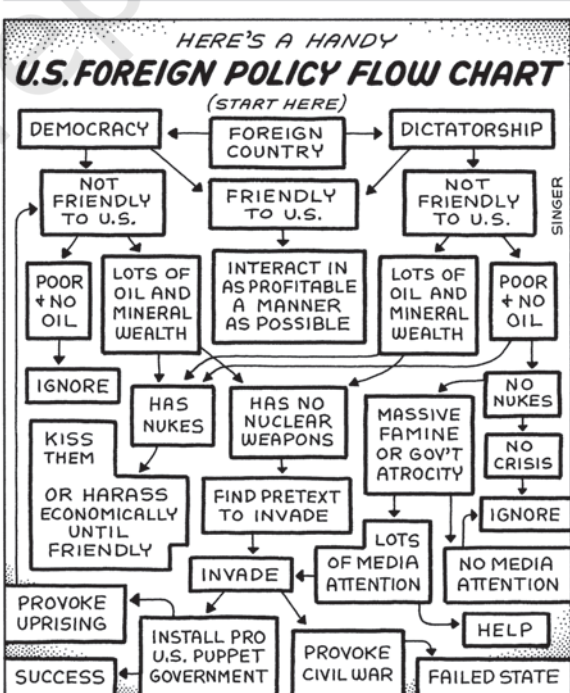 HERE'S A HANDY
U.S. FOREIGN POLICY FLOW CHART
(START HERE)
DEMOCRACY
FOREIGN
COUNTRY
DICTATORSHIP
NOT
FRIENDLY
TO U.S.
FRIENDLY
TO U.S.
NOT
FRIENDLY
TO U.S.
SINGER
POOR
+ NO
OIL
LOTS OF
OIL AND
MINERAL
WEALTH
INTERACT IN
AS PROFITABLE
A MANNER
AS POSSIBLE
LOTS OF
OIL AND
MINERAL
WEALTH
POOR
+ NO
OIL
IGNORE
HAS
NUKES
HAS NO
NUCLEAR
WEAPONS
MASSIVE
FAMINE
OR GOV'T
ATROCITY
NO
NUKES
NO
CRISIS
IGNORE
KISS
THEM
OR HARASS
ECONOMICALLY
UNTIL
FRIENDLY
FIND PRETEXT
TO INVADE
INVADE
LOTS
OF MEDIA
ATTENTION
NO MEDIA
ATTENTION
PROVOKE
UPRISING
INSTALL PRO
U.S. PUPPET
GOVERNMENT
PROVOKE
CIVIL WAR
HELP
SUCCESS
FAILED STATE